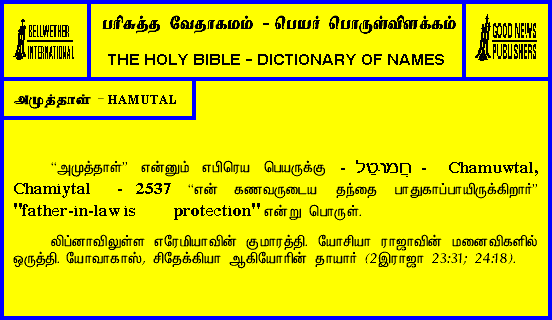 BELLWETHER
INTERNATIONAL
பரிசுத்த வேதாகமம் - பெயர் பொருள்விளக்கம்
THE HOLY BIBLE - DICTIONARY OF NAMES
GOOD NEWS
PUBLISHERS
அமுத்தாள் - HAMUTAL
“அமுத்தாள்” என்னும் எபிரெய பெயருக்கு - חֲמוּטַל - Chamuwtal,
Chamiytal - 2537 “என் கணவருடைய தந்தை பாதுகாப்பாயிருக்கிறார்”
"father-in-law is protection" என்று பொருள்.
லிப்னாவிலுள்ள எரேமியாவின் குமாரத்தி. யோசியா ராஜாவின் மனைவிகளில்
ஒருத்தி. யோவாகாஸ், சிதேக்கியா ஆகியோரின் தாயார் (2இராஜா 23:31; 24:18).